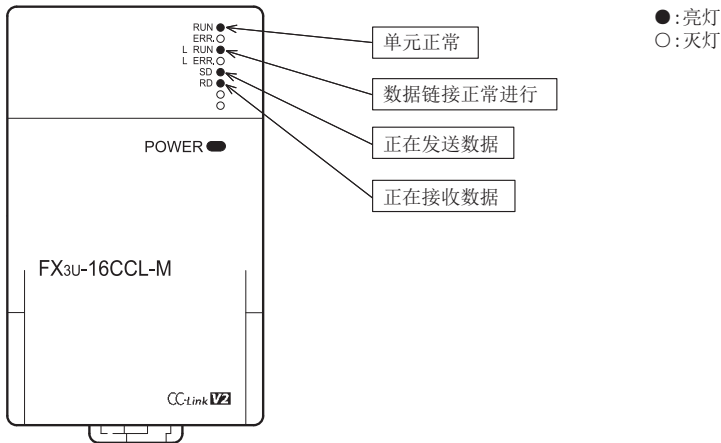 RUN
ERR.
L RUN
L ERR.
SD
RD
单元正常
数据链接正常进行
正在发送数据
正在接收数据
●:亮灯
○:灭灯
POWER
FX3U-16CCL-M
CC-Link V2